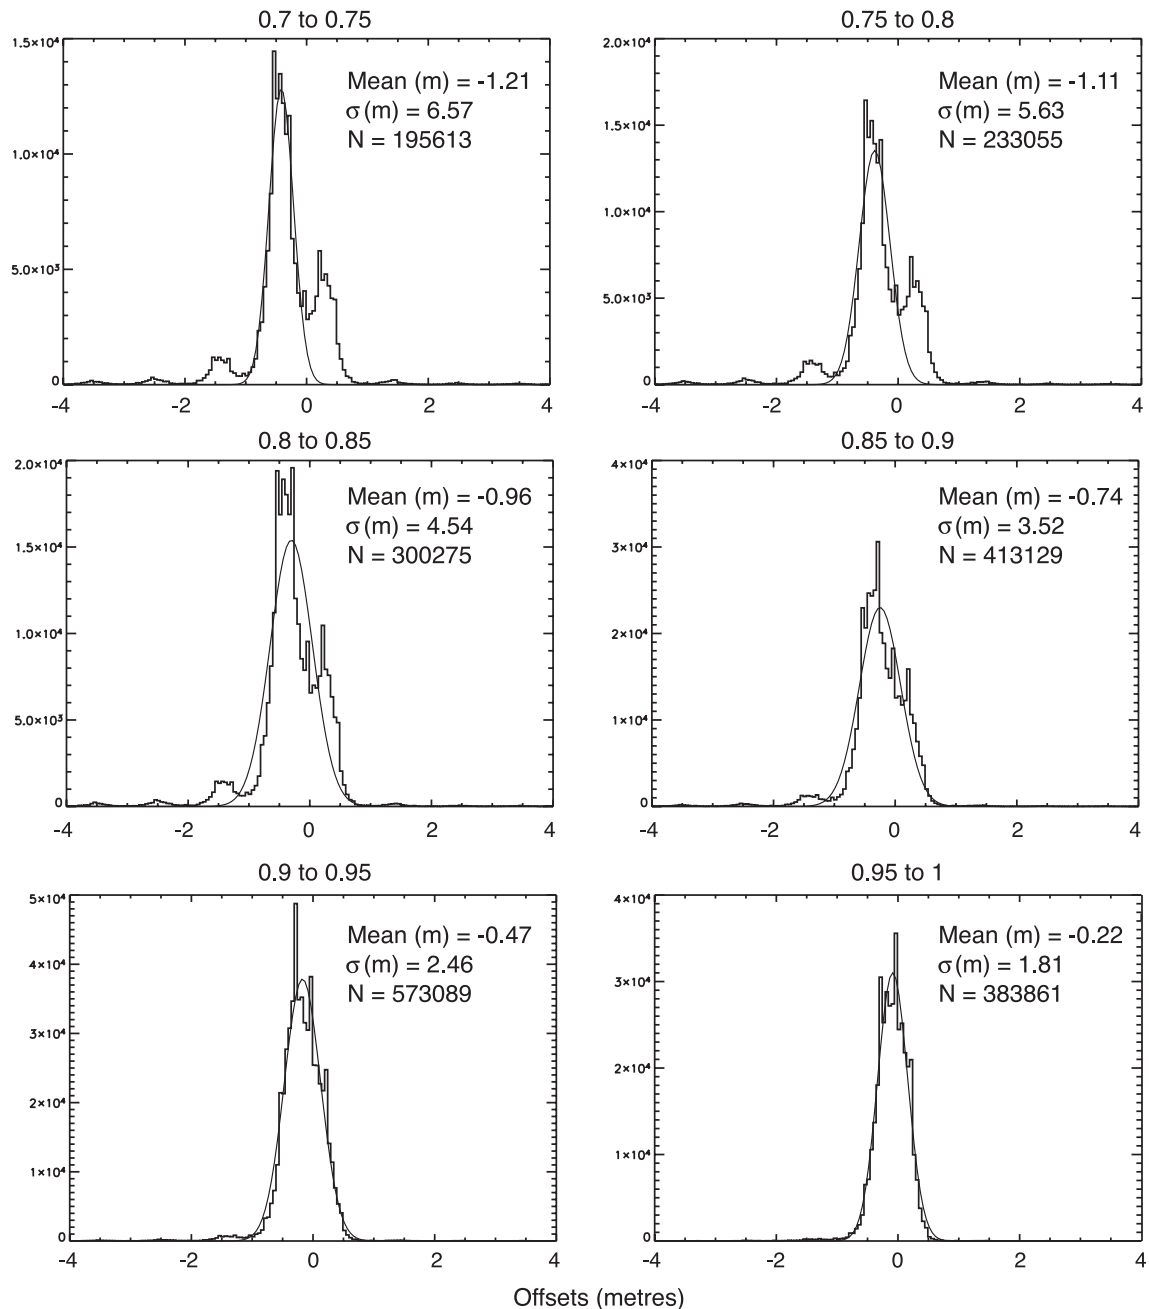 0.7 to 0.75
1.5×10⁴
1.0×10⁴
5.0×10³
0
Mean (m) = -1.21
σ(m) = 6.57
N = 195613
-4 -2 0 2 4
0.75 to 0.8
2.0×10⁴
1.5×10⁴
1.0×10⁴
5.0×10³
0
Mean (m) = -1.11
σ(m) = 5.63
N = 233055
-4 -2 0 2 4
0.8 to 0.85
2.0×10⁴
1.5×10⁴
1.0×10⁴
5.0×10³
0
Mean (m) = -0.96
σ(m) = 4.54
N = 300275
-4 -2 0 2 4
0.85 to 0.9
4×10⁴
3×10⁴
2×10⁴
1×10⁴
0
Mean (m) = -0.74
σ(m) = 3.52
N = 413129
-4 -2 0 2 4
0.9 to 0.95
5×10⁴
4×10⁴
3×10⁴
2×10⁴
1×10⁴
0
Mean (m) = -0.47
σ(m) = 2.46
N = 573089
-4 -2 0 2 4
0.95 to 1
4×10⁴
3×10⁴
2×10⁴
1×10⁴
0
Mean (m) = -0.22
σ(m) = 1.81
N = 383861
-4 -2 0 2 4
Offsets (metres)